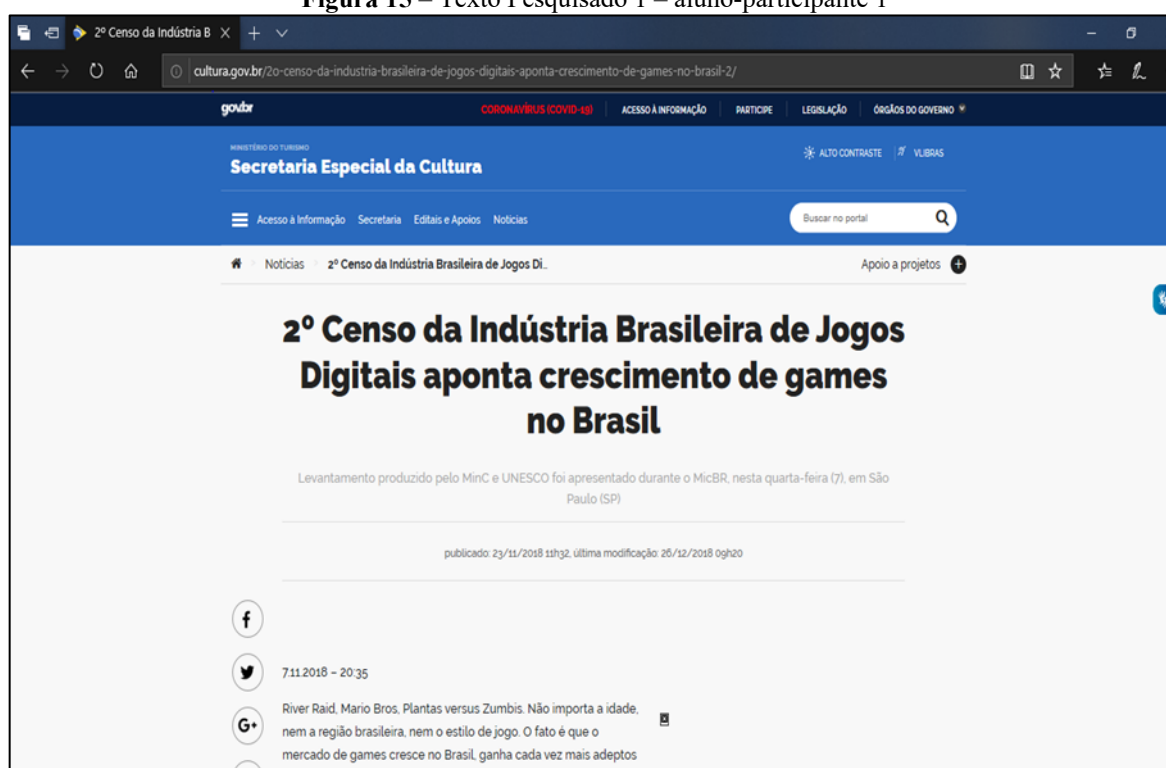 Figura 13 – Texto Pesquisado 1 – aluno-participante 1
2º Censo da Indústria B
cultura.gov.br/2o-censo-da-industria-brasileira-de-jogos-digitais-aponta-crescimento-de-games-no-brasil-2/
govbr CORONAVÍRUS (COVID-19) ACESSO À INFORMAÇÃO PARTICIPE LEGISLAÇÃO ÓRGÃOS DO GOVERNO
MINISTÉRIO DO TURISMO
Secretaria Especial da Cultura
ALTO CONTRASTE VLIBRAS
Acesso à Informação Secretaria Editais e Apoios Notícias
Buscar no portal
Notícias 2º Censo da Indústria Brasileira de Jogos Di... Apoio a projetos
2º Censo da Indústria Brasileira de Jogos
Digitais aponta crescimento de games
no Brasil
Levantamento produzido pelo MinC e UNESCO foi apresentado durante o MicBR, nesta quarta-feira (7), em São
Paulo (SP)
publicado: 23/11/2018 11h32, última modificação: 26/12/2018 09h20
7.11.2018 – 20:35
River Raid, Mario Bros, Plantas versus Zumbis. Não importa a idade,
nem a região brasileira, nem o estilo de jogo. O fato é que o
mercado de games cresce no Brasil, ganha cada vez mais adeptos